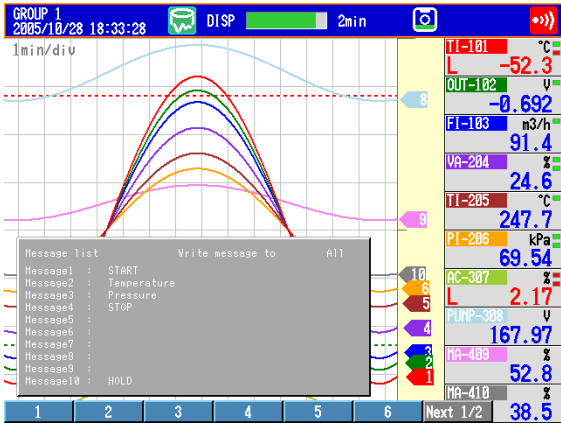 GROUP 1
2005/10/28 18:33:28
DISP
2min
1min/div
TI-101 °C
L -52.3
OUT-102 V
-0.692
FI-103 m3/h
91.4
VA-204 %
24.6
TI-205 °C
247.7
PI-206 kPa
69.54
AC-307 %
L 2.17
PUMP-308 V
167.97
MA-409 %
52.8
MA-410 %
38.5
8
9
10
6
5
4
3
2
1
Message list Write message to All
Message1 : START
Message2 : Temperature
Message3 : Pressure
Message4 : STOP
Message5 :
Message6 :
Message7 :
Message8 :
Message9 :
Message10 : HOLD
1 2 3 4 5 6 Next 1/2